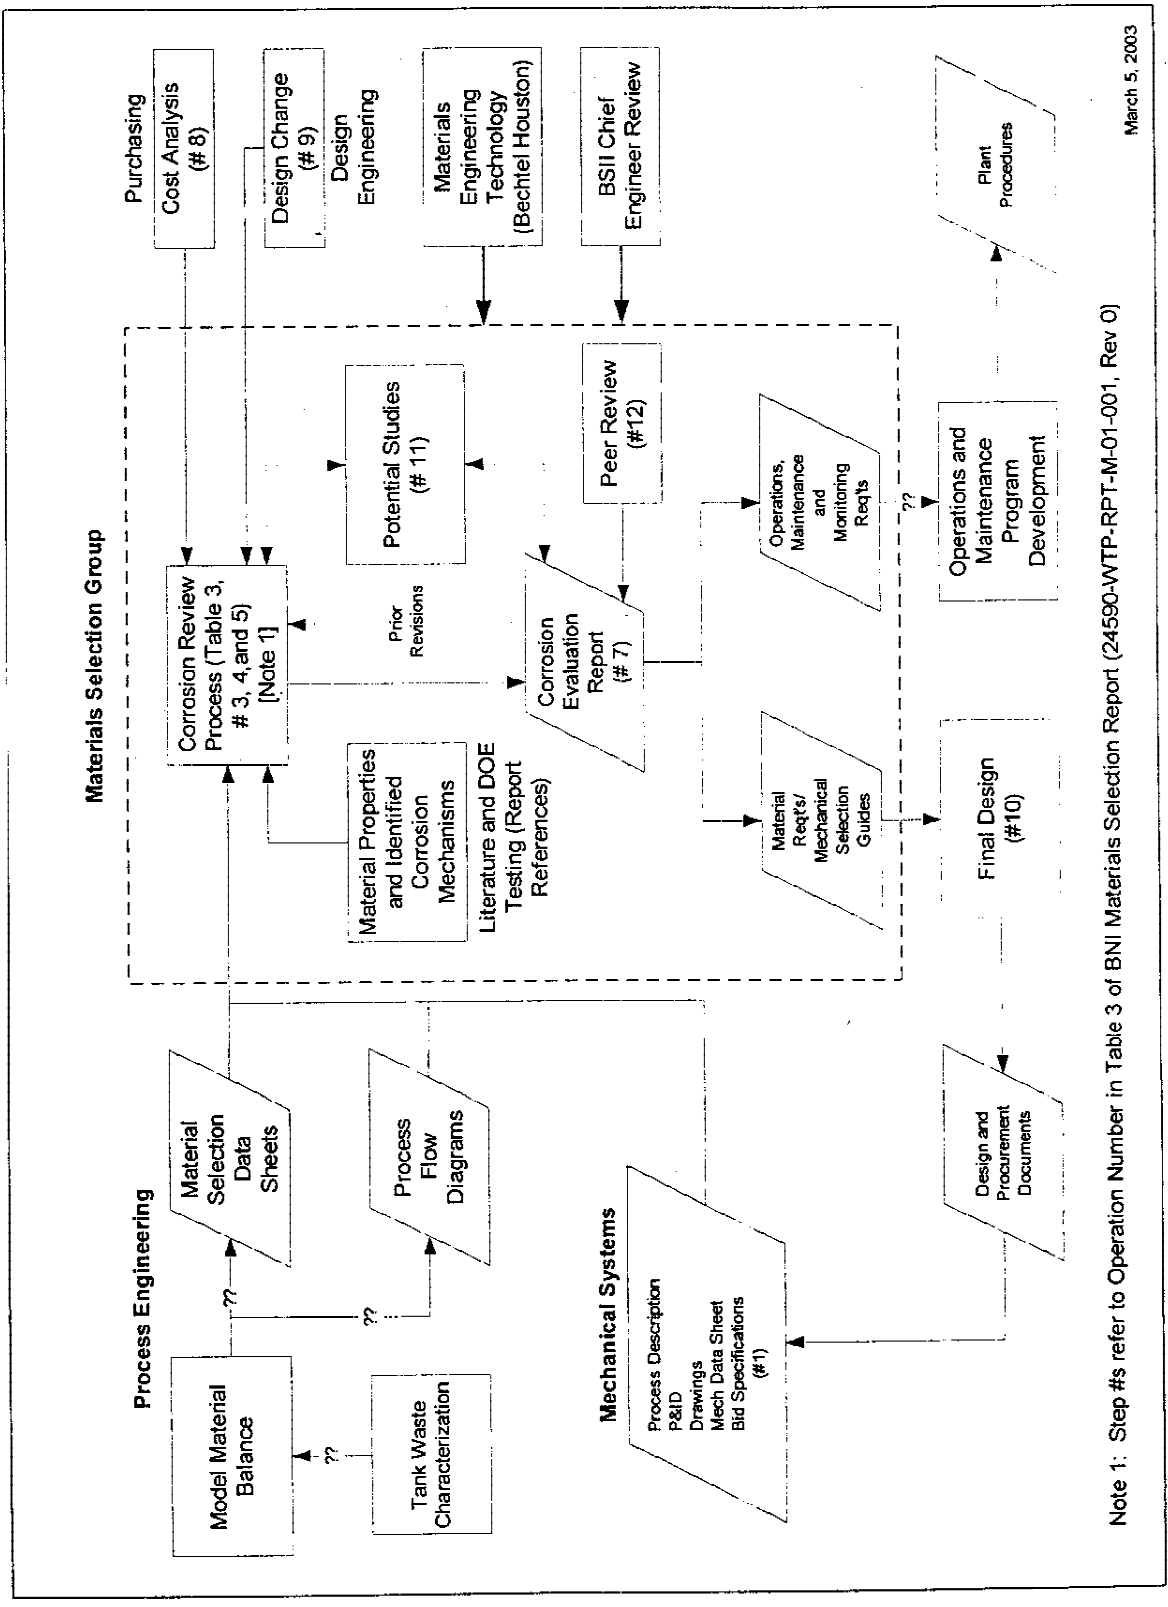 Materials Selection Group
Process Engineering
Model Material
Balance
??
??
??
Tank Waste
Characterization
Material
Selection
Data
Sheets
Process
Flow
Diagrams
Mechanical Systems
Process Description
P&ID
Drawings
Mech Data Sheet
Bid Specifications
(#1)
Corrosion Review
Process (Table 3,
# 3, 4, and 5)
[Note 1]
Material Properties
and Identified
Corrosion
Mechanisms
Literature and DOE
Testing (Report
References)
Prior
Revisions
Potential Studies
(# 11)
Corrosion
Evaluation
Report
(# 7)
Peer Review
(#12)
Material
Req'ts/
Mechanical
Selection
Guides
Operations,
Maintenance
and
Monitoring
Req'ts
Purchasing
Cost Analysis
(# 8)
Design Change
(# 9)
Design
Engineering
Materials
Engineering
Technology
(Bechtel Houston)
BSII Chief
Engineer Review
??
Design and
Procurement
Documents
Final Design
(#10)
Operations and
Maintenance
Program
Development
Plant
Procedures
Note 1: Step #s refer to Operation Number in Table 3 of BNI Materials Selection Report (24590-WTP-RPT-M-01-001, Rev 0)
March 5, 2003